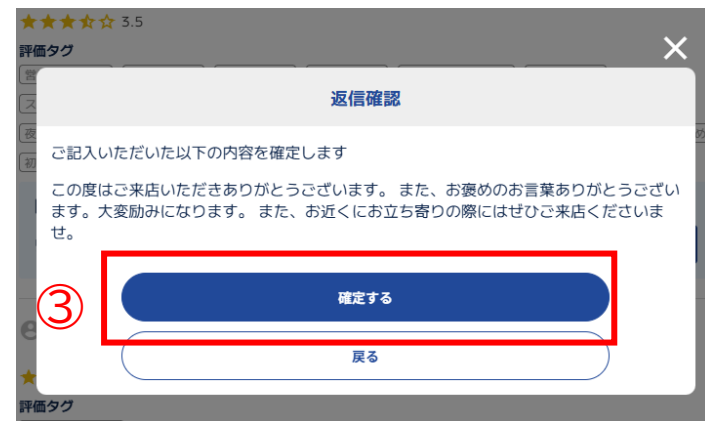 3.5
評価タグ
返信確認
ご記入いただいた以下の内容を確定します
この度はご来店いただきありがとうございます。 また、お褒めのお言葉ありがとうござい
ます。大変励みになります。 また、お近くにお立ち寄りの際にはぜひご来店くださいま
せ。
③
確定する
戻る
評価タグ